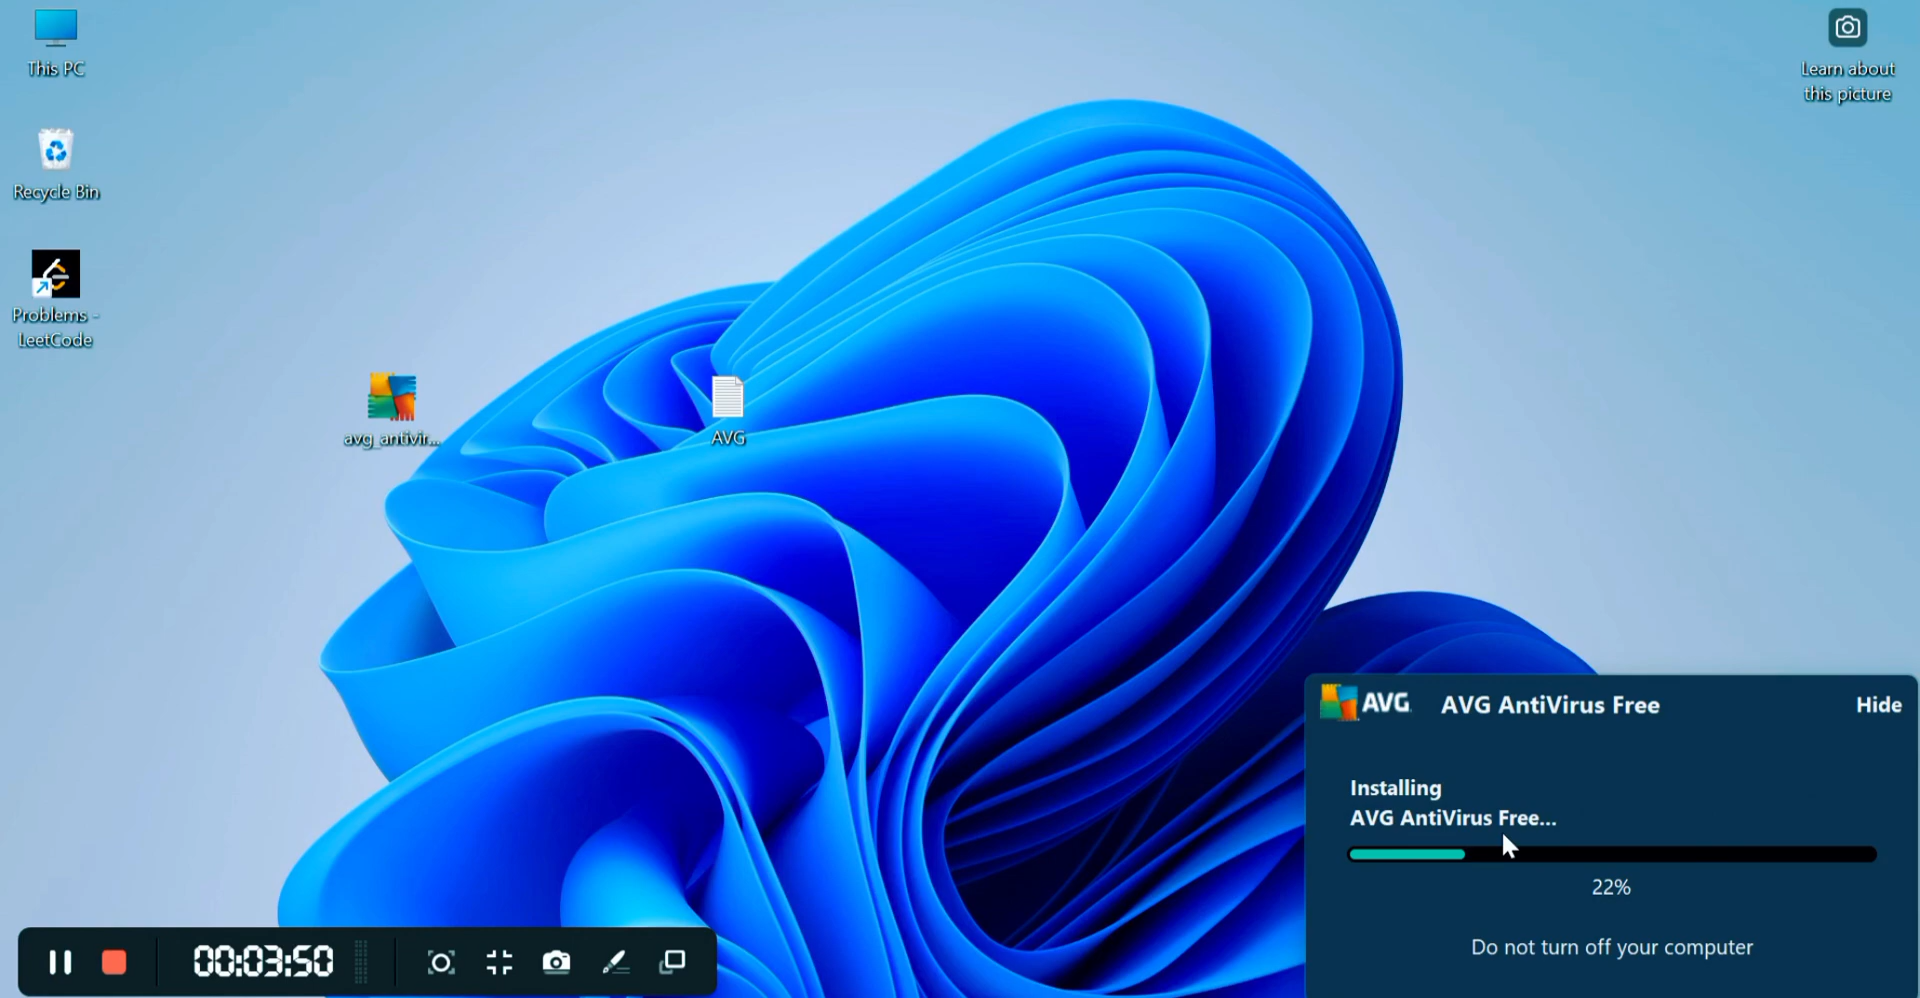 This PC
Learn about
this picture
Recycle Bin
Problems -
LeetCode
avg_antivir...
AVG
AVG
AVG AntiVirus Free
Hide
Installing
AVG AntiVirus Free...
22%
Do not turn off your computer
00:03:50